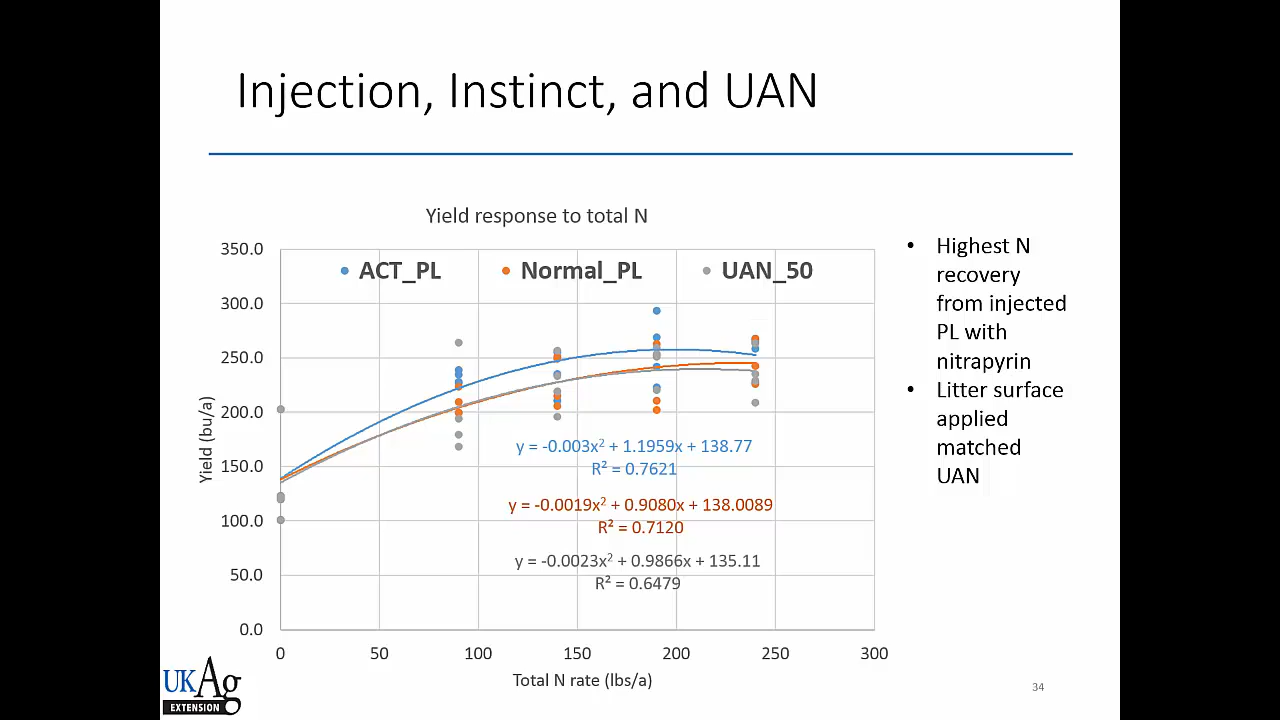 Injection, Instinct, and UAN
Yield response to total N
350.0
300.0
250.0
200.0
150.0
100.0
50.0
0.0
Yield (bu/a)
ACT_PL Normal_PL UAN_50
y = -0.003x² + 1.1959x + 138.77
R² = 0.7621
y = -0.0019x² + 0.9080x + 138.0089
R² = 0.7120
y = -0.0023x² + 0.9866x + 135.11
R² = 0.6479
0 50 100 150 200 250 300
Total N rate (lbs/a)
• Highest N
recovery
from injected
PL with
nitrapyrin
• Litter surface
applied
matched
UAN
UKAg
EXTENSION
34